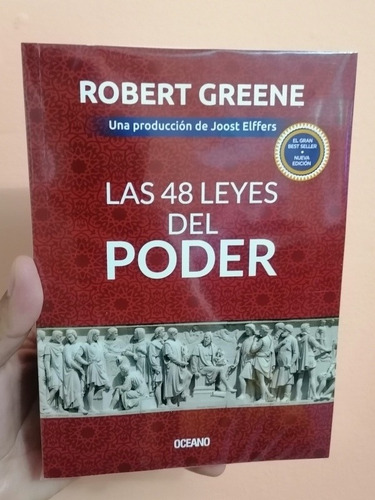 ROBERT GREENE
Una producción de Joost Elffers
EL GRAN
BEST SELLER
NUEVA
EDICIÓN
LAS 48 LEYES
DEL
PODER
OCEANO